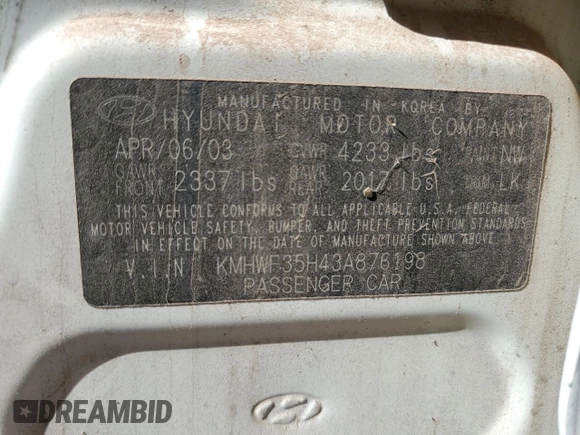 MANUFACTURED IN KOREA BY
HYUNDAI MOTOR COMPANY
APR/06/03 GVWR 4233 lbs PAINT NW
GAWR FRONT 2337 lbs GAWR REAR lbs TRIM LK
THIS VEHICLE CONFORMS TO ALL APPLICABLE U.S.A. FEDERAL
MOTOR VEHICLE SAFETY, BUMPER, AND THEFT PREVENTION STANDARDS
IN EFFECT ON THE DATE OF MANUFACTURE SHOWN ABOVE.
V.I.N KMHWF35H43A876198
PASSENGER CAR
$DREAMBID